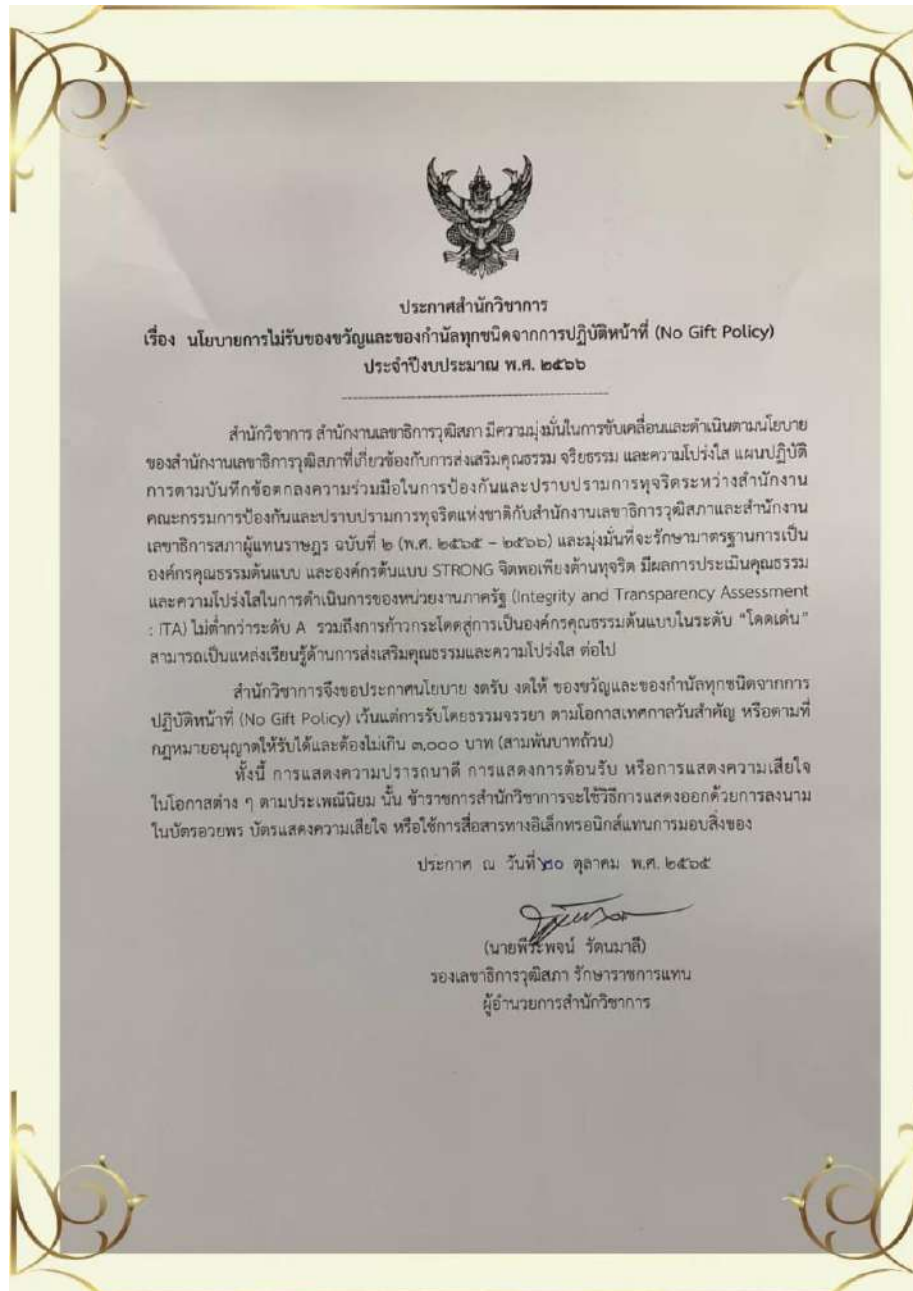 ประกาศสำนักวิชาการ
เรื่อง นโยบายการไม่รับของขวัญและของกำนัลทุกชนิดจากการปฏิบัติหน้าที่ (No Gift Policy)
ประจำปีงบประมาณ พ.ศ. ๒๕๖๖
สำนักวิชาการ สำนักงานเลขาธิการวุฒิสภา มีความมุ่งมั่นในการขับเคลื่อนและดำเนินตามนโยบาย
ของสำนักงานเลขาธิการวุฒิสภาที่เกี่ยวข้องกับการส่งเสริมคุณธรรม จริยธรรม และความโปร่งใส แผนปฏิบัติ
การตามบันทึกข้อตกลงความร่วมมือในการป้องกันและปราบปรามการทุจริตระหว่างสำนักงาน
คณะกรรมการป้องกันและปราบปรามการทุจริตแห่งชาติกับสำนักงานเลขาธิการวุฒิสภาและสำนักงาน
เลขาธิการสภาผู้แทนราษฎร ฉบับที่ ๒ (พ.ศ. ๒๕๖๕ – ๒๕๖๖) และมุ่งมั่นที่จะรักษามาตรฐานการเป็น
องค์กรคุณธรรมต้นแบบ และองค์กรต้นแบบ STRONG จิตพอเพียงต้านทุจริต มีผลการประเมินคุณธรรม
และความโปร่งใสในการดำเนินการของหน่วยงานภาครัฐ (Integrity and Transparency Assessment
: ITA) ไม่ต่ำกว่าระดับ A รวมถึงการก้าวกระโดดสู่การเป็นองค์กรคุณธรรมต้นแบบในระดับ “โดดเด่น”
สามารถเป็นแหล่งเรียนรู้ด้านการส่งเสริมคุณธรรมและความโปร่งใส ต่อไป
สำนักวิชาการจึงขอประกาศนโยบาย งดรับ งดให้ ของขวัญและของกำนัลทุกชนิดจากการ
ปฏิบัติหน้าที่ (No Gift Policy) เว้นแต่การรับโดยธรรมจรรยา ตามโอกาสเทศกาลวันสำคัญ หรือตามที่
กฎหมายอนุญาตให้รับได้และต้องไม่เกิน ๓,๐๐๐ บาท (สามพันบาทถ้วน)
ทั้งนี้ การแสดงความปรารถนาดี การแสดงการต้อนรับ หรือการแสดงความเสียใจ
ในโอกาสต่าง ๆ ตามประเพณีนิยม นั้น ข้าราชการสำนักวิชาการจะใช้วิธีการแสดงออกด้วยการลงนาม
ในบัตรอวยพร บัตรแสดงความเสียใจ หรือใช้การสื่อสารทางอิเล็กทรอนิกส์แทนการมอบสิ่งของ
ประกาศ ณ วันที่ ๒๐ ตุลาคม พ.ศ. ๒๕๖๕
(นายพีระพจน์ รัตนมาลี)
รองเลขาธิการวุฒิสภา รักษาราชการแทน
ผู้อำนวยการสำนักวิชาการ